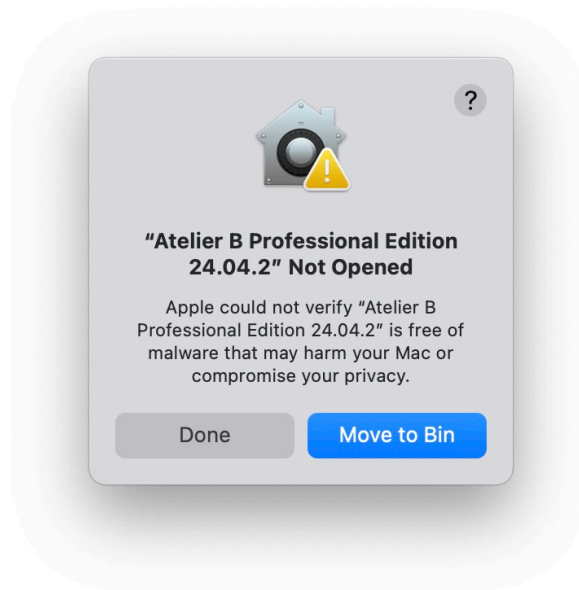 ?
“Atelier B Professional Edition
24.04.2” Not Opened
Apple could not verify “Atelier B
Professional Edition 24.04.2” is free of
malware that may harm your Mac or
compromise your privacy.
Done
Move to Bin